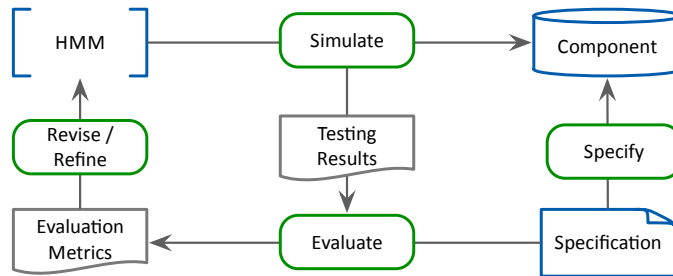 HMM
Simulate
Component
Revise /
Refine
Testing
Results
Specify
Evaluation
Metrics
Evaluate
Specification